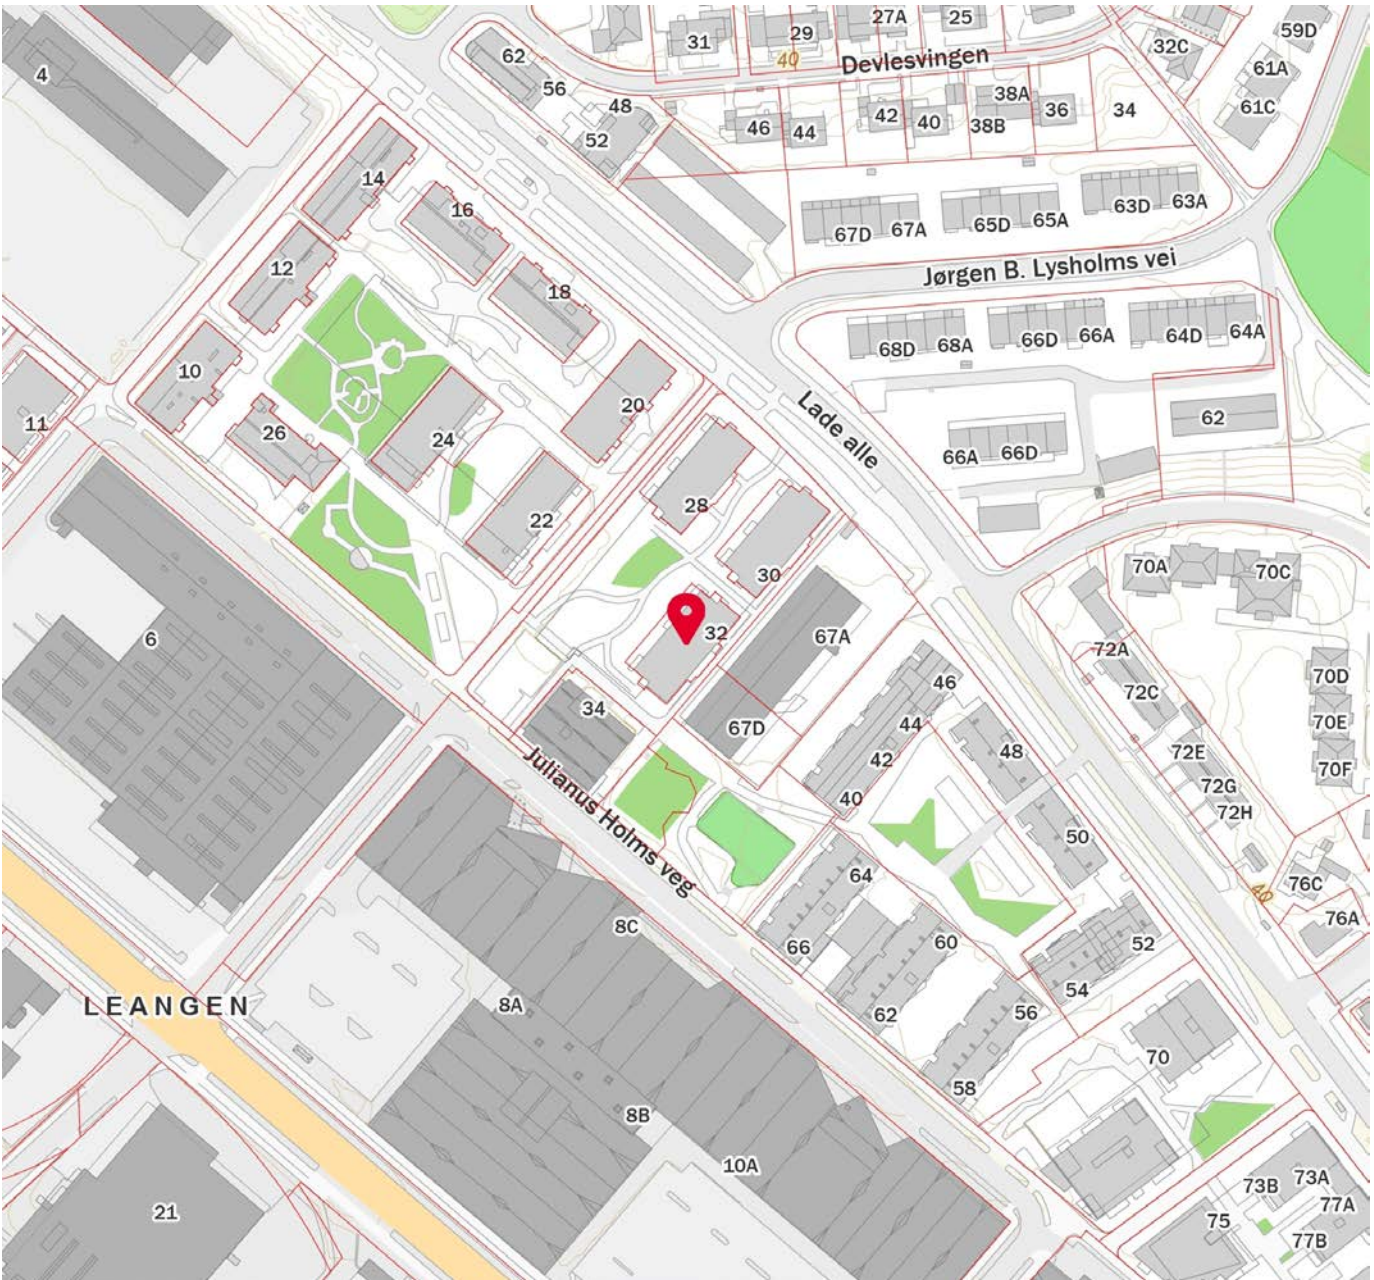 27A
25
29
31
59D
32C
62
40
Devlesvingen
61A
4
56
48
38A
61C
42
36
34
46
44
40
38B
52
14
63D
63A
16
67D
67A
65D
65A
12
Jørgen B. Lysholms vei
18
68D
68A
66D
66A
64D
64A
10
20
Lade alle
62
11
26
24
66A
66D
28
22
30
70A
70C
32
67A
6
72A
70D
46
72C
34
44
70E
67D
48
72E
42
70F
Julianus Holms veg
72G
40
72H
50
64
76C
40
76A
8C
60
66
52
54
LEANGEN
8A
62
56
70
58
8B
10A
73A
73B
77A
21
75
77B